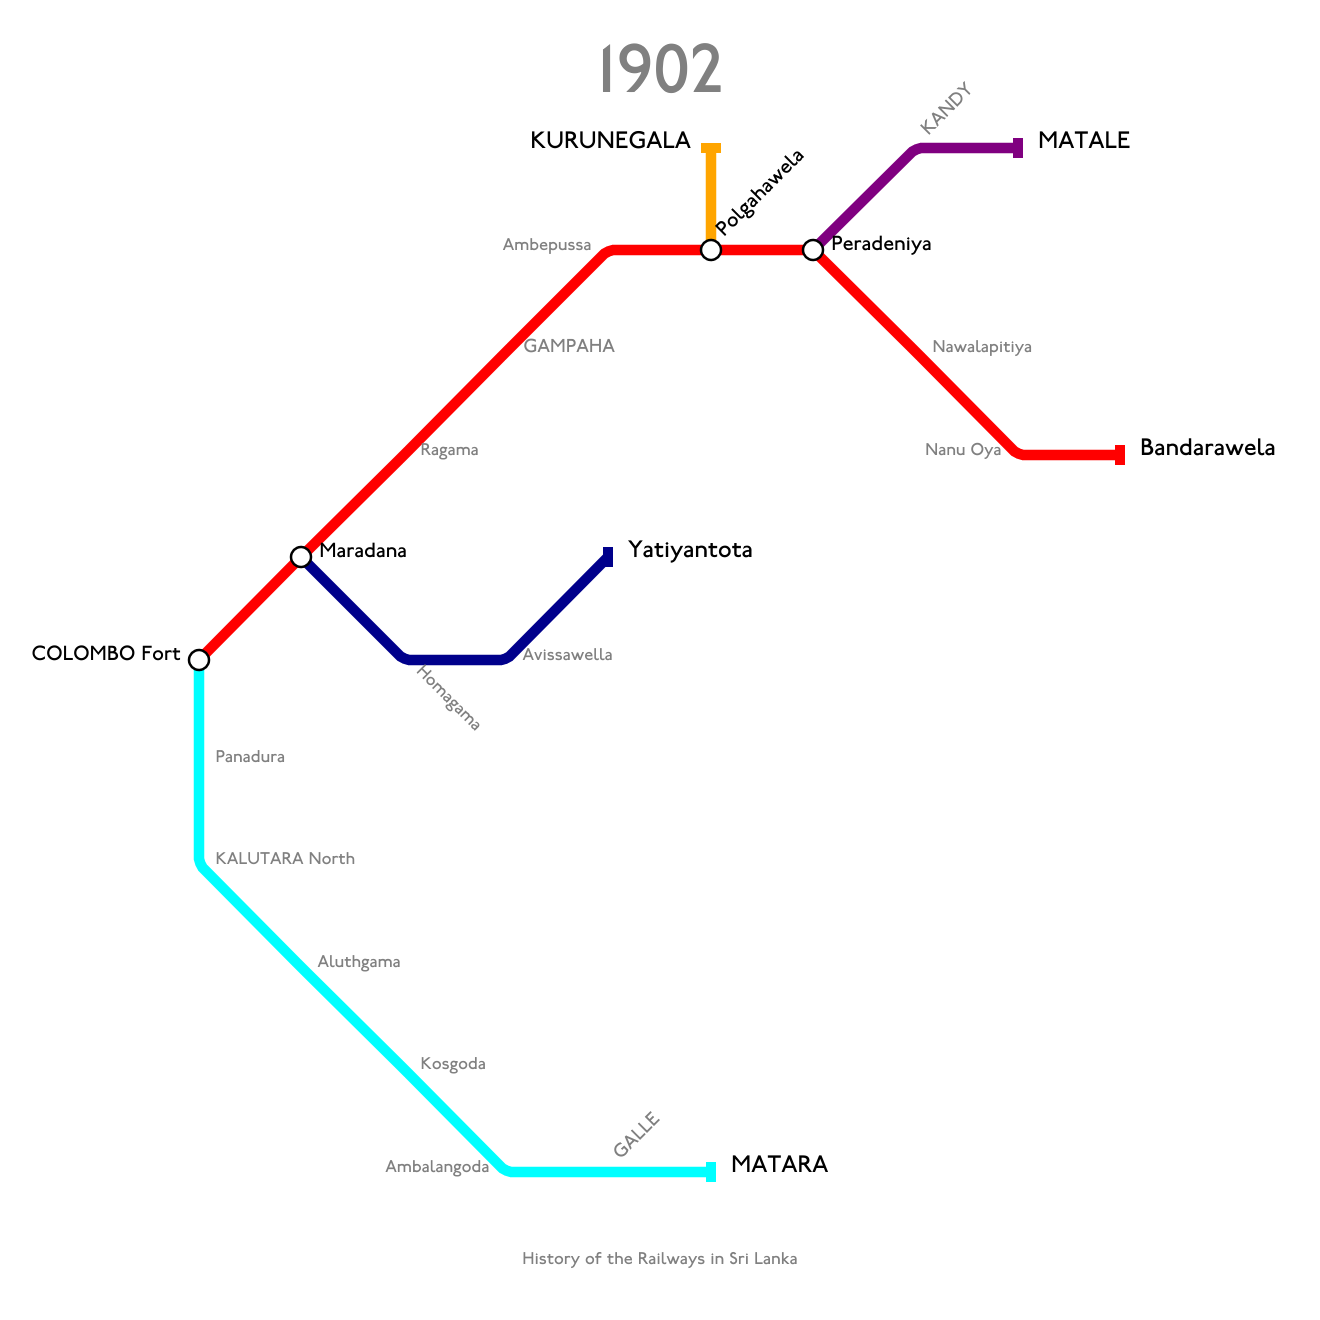 1902
KANDY
KURUNEGALA
MATALE
Polgahawela
Ambepussa
Peradeniya
GAMPAHA
Nawalapitiya
Ragama
Nanu Oya
Bandarawela
Maradana
Yatiyantota
COLOMBO Fort
Avissawella
Homagama
Panadura
KALUTARA North
Aluthgama
Kosgoda
GALLE
Ambalangoda
MATARA
History of the Railways in Sri Lanka